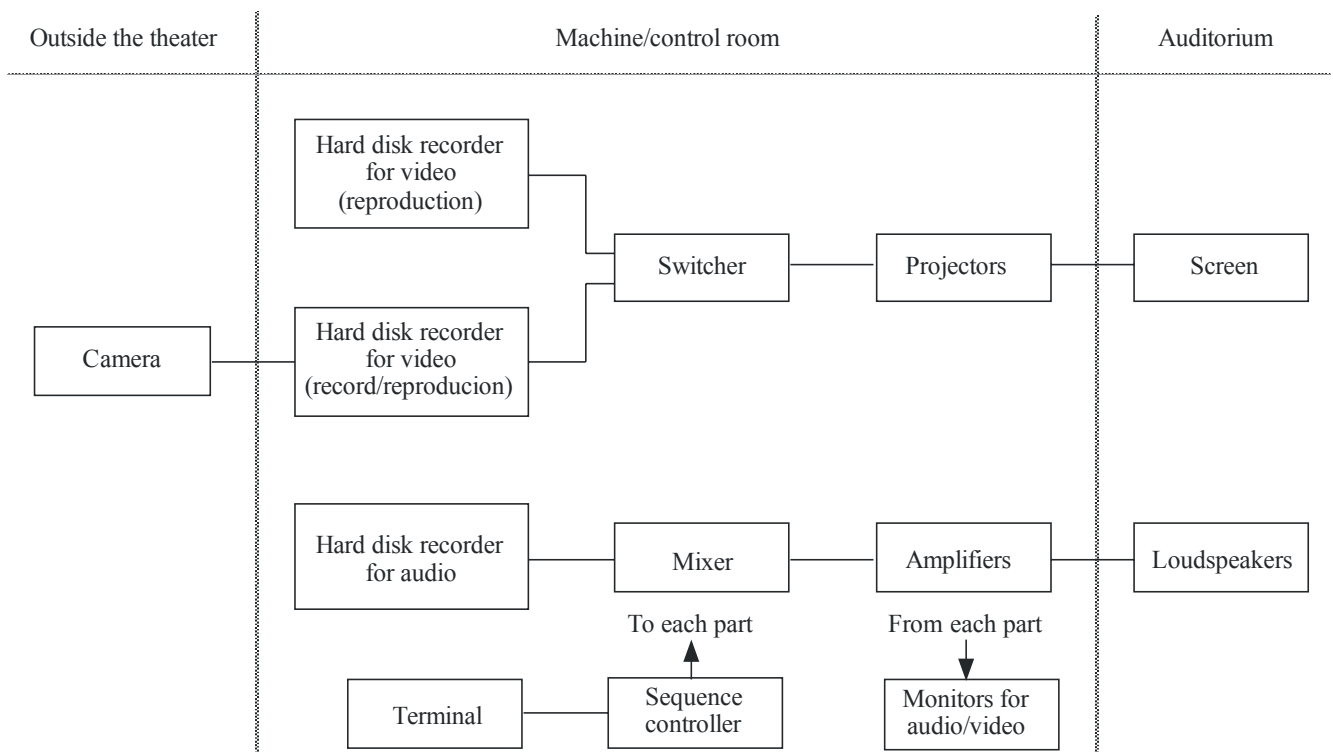 Outside the theater
Machine/control room
Auditorium
Hard disk recorder
for video
(reproduction)
Switcher
Projectors
Screen
Camera
Hard disk recorder
for video
(record/reproducion)
Hard disk recorder
for audio
Mixer
Amplifiers
Loudspeakers
To each part
From each part
Terminal
Sequence
controller
Monitors for
audio/video